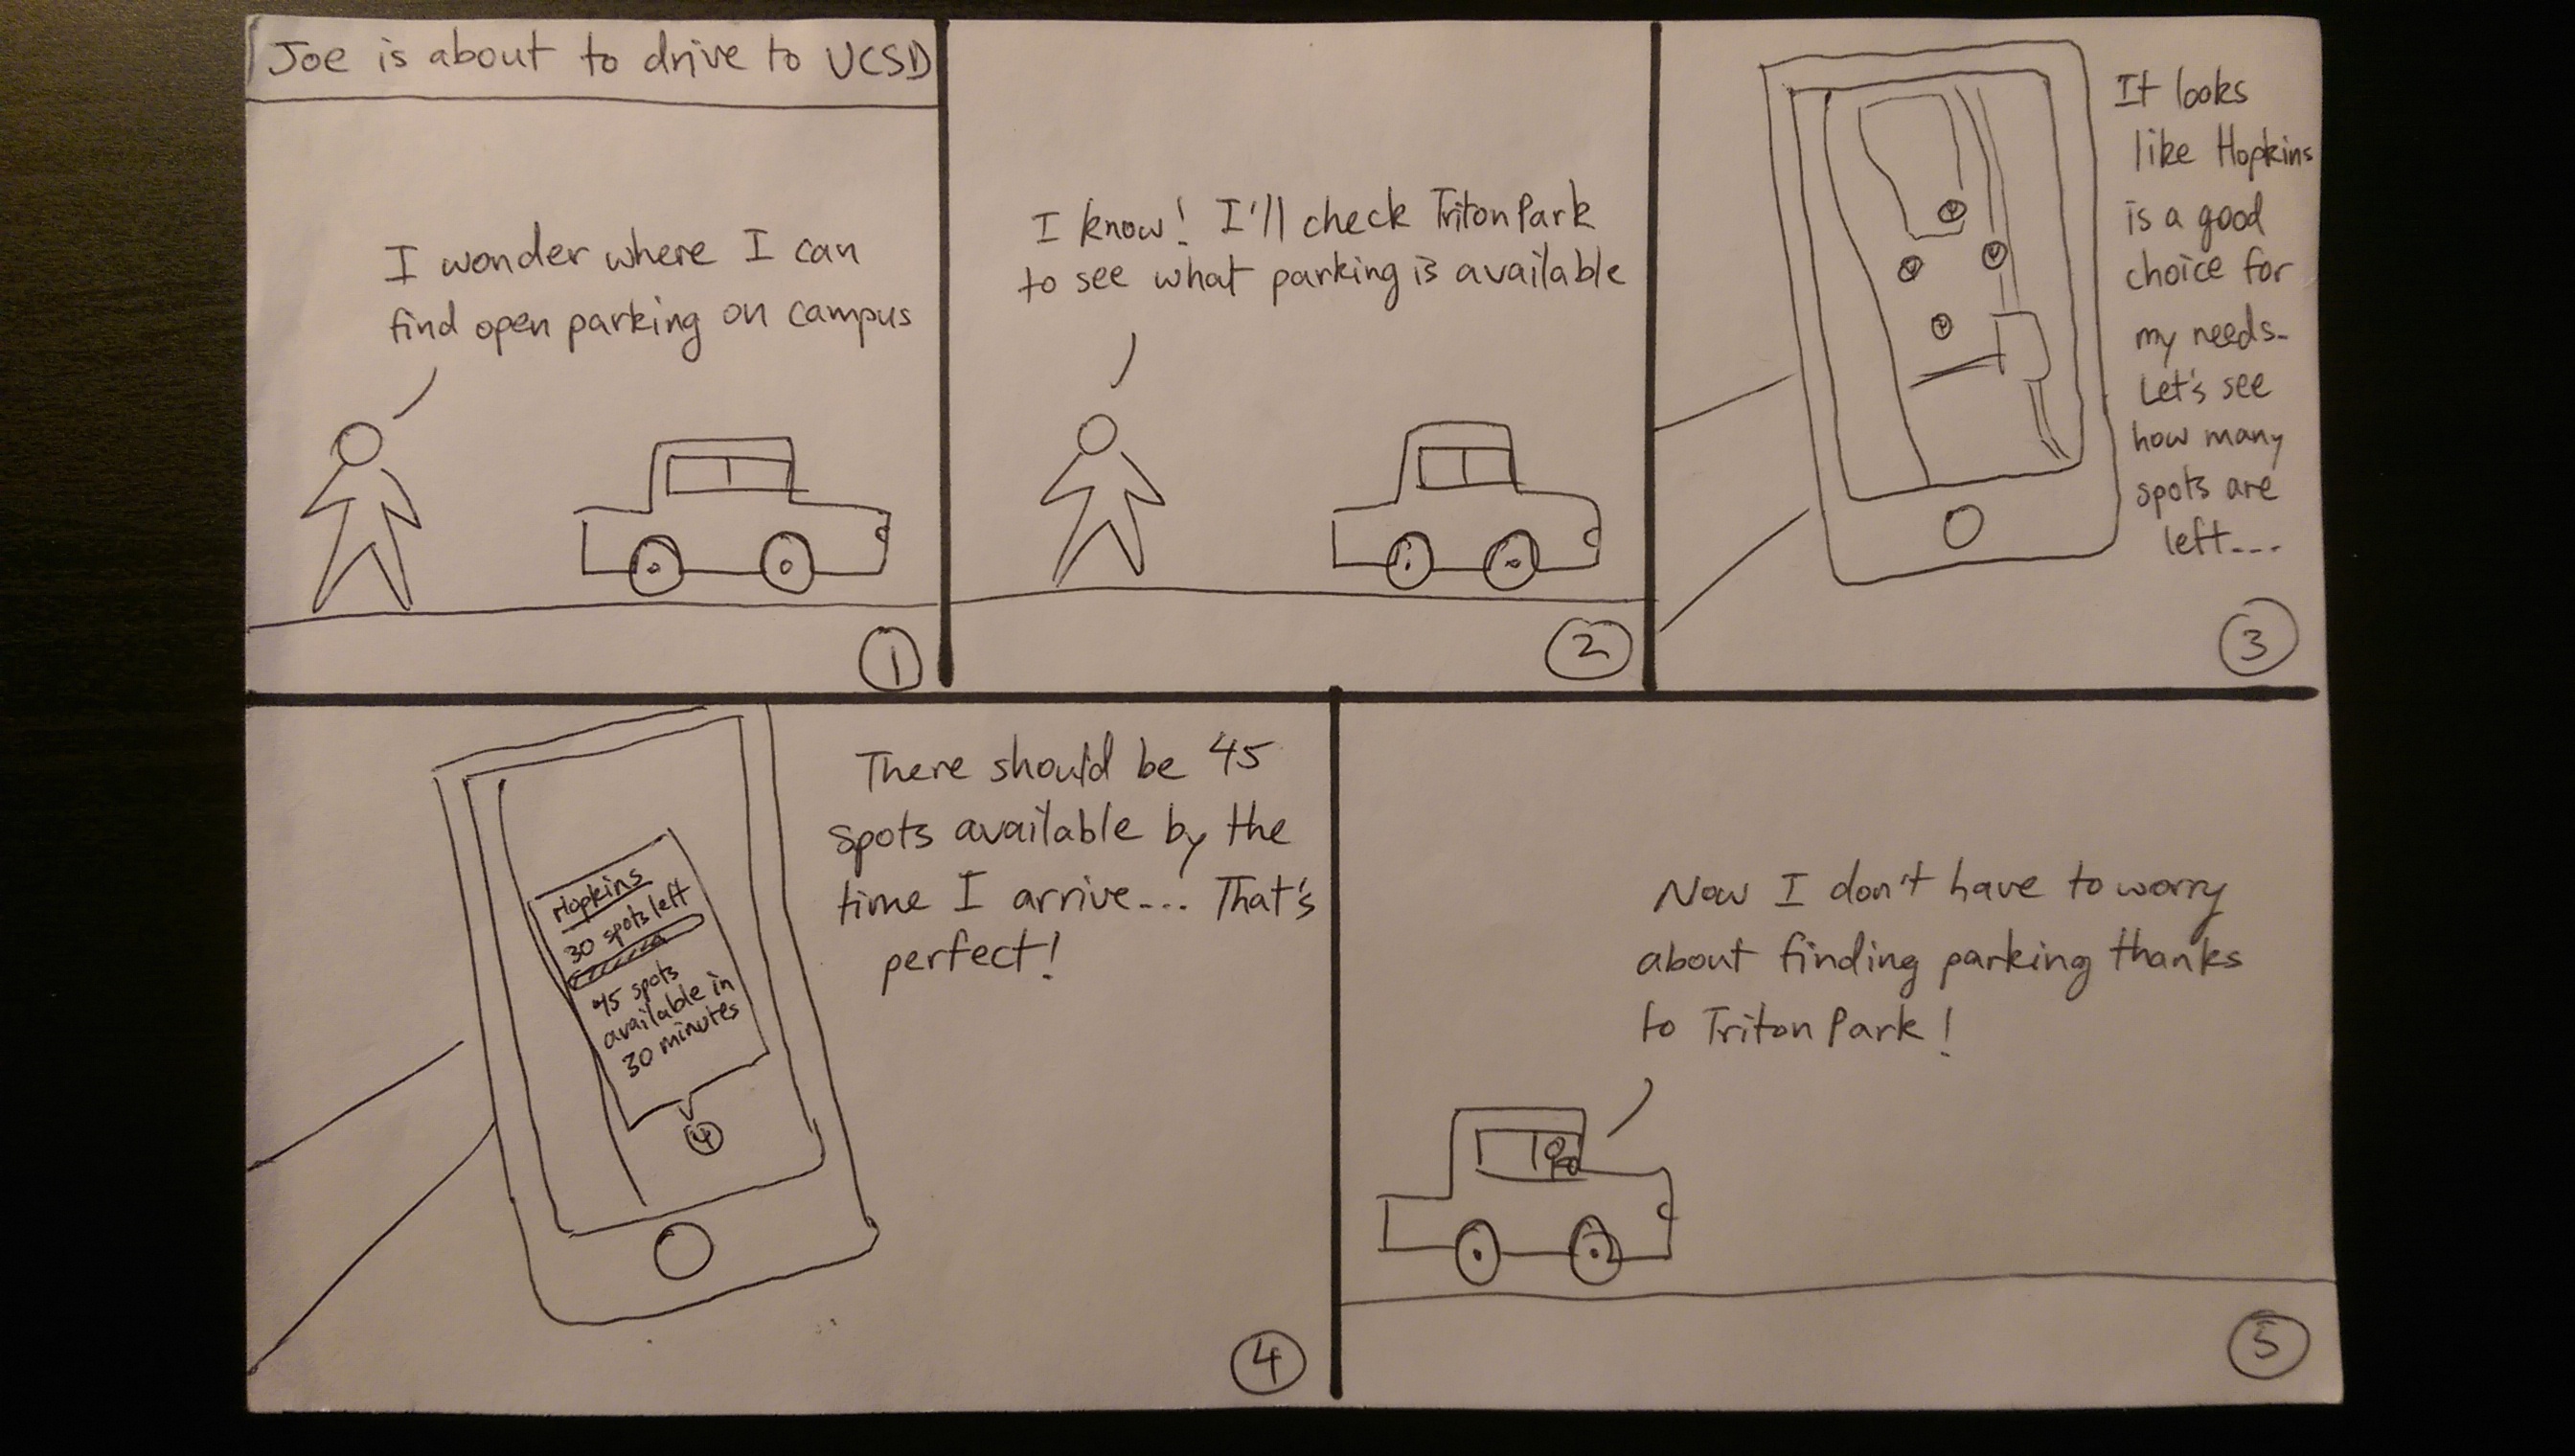 Joe is about to drive to UCSD
I wonder where I can
find open parking on campus
1
I know! I'll check TritonPark
to see what parking is available
2
It looks
like Hopkins
is a good
choice for
my needs.
Let's see
how many
spots are
left...
3
Hopkins
30 spots left
45 spots
available in
30 minutes
There should be 45
spots available by the
time I arrive... That's
perfect!
4
Now I don't have to worry
about finding parking thanks
to Triton Park!
5